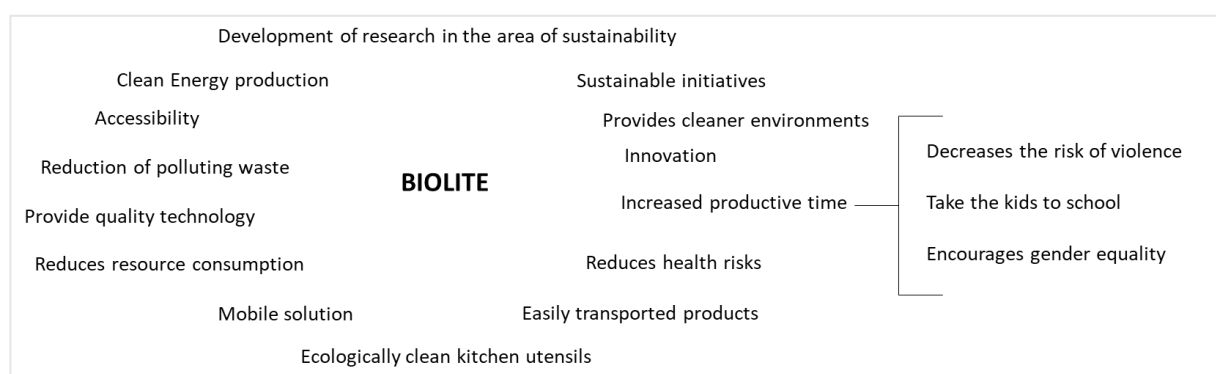 Development of research in the area of sustainability
Clean Energy production
Sustainable initiatives
Accessibility
Provides cleaner environments
Innovation
Decreases the risk of violence
Reduction of polluting waste
BIOLITE
Increased productive time
Take the kids to school
Provide quality technology
Encourages gender equality
Reduces resource consumption
Reduces health risks
Mobile solution
Easily transported products
Ecologically clean kitchen utensils